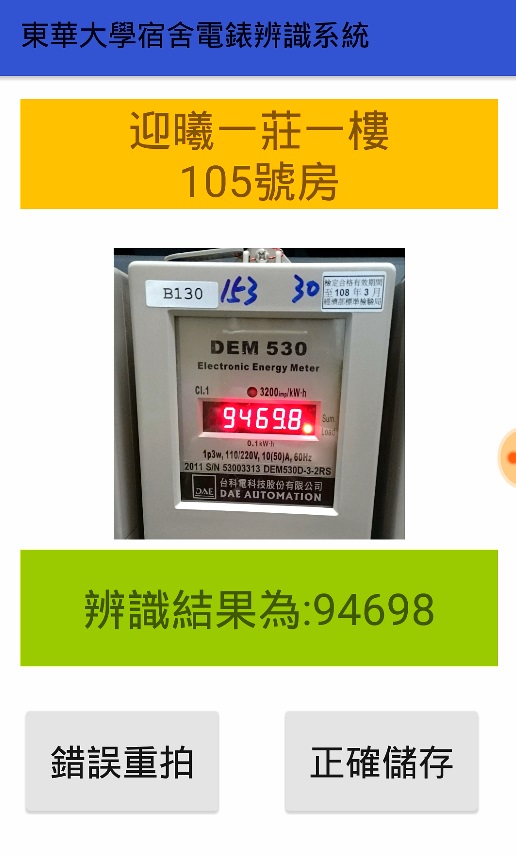 東華大學宿舍電錶辨識系統
迎曦一莊一樓
105號房
B130 153 30
檢定合格有效期間
至 108 年 3 月
經濟部標準檢驗局
DEM 530
Electronic Energy Meter
Cl.1 3200imp/kW·h
9469.8
Sum
Load
0.1kW·h
1p3w, 110/220V, 10(50)A, 60Hz
2011 S/N 53003313 DEM530D-3-2RS
DAE 台科電科技股份有限公司
DAE AUTOMATION
辨識結果為:94698
錯誤重拍 正確儲存